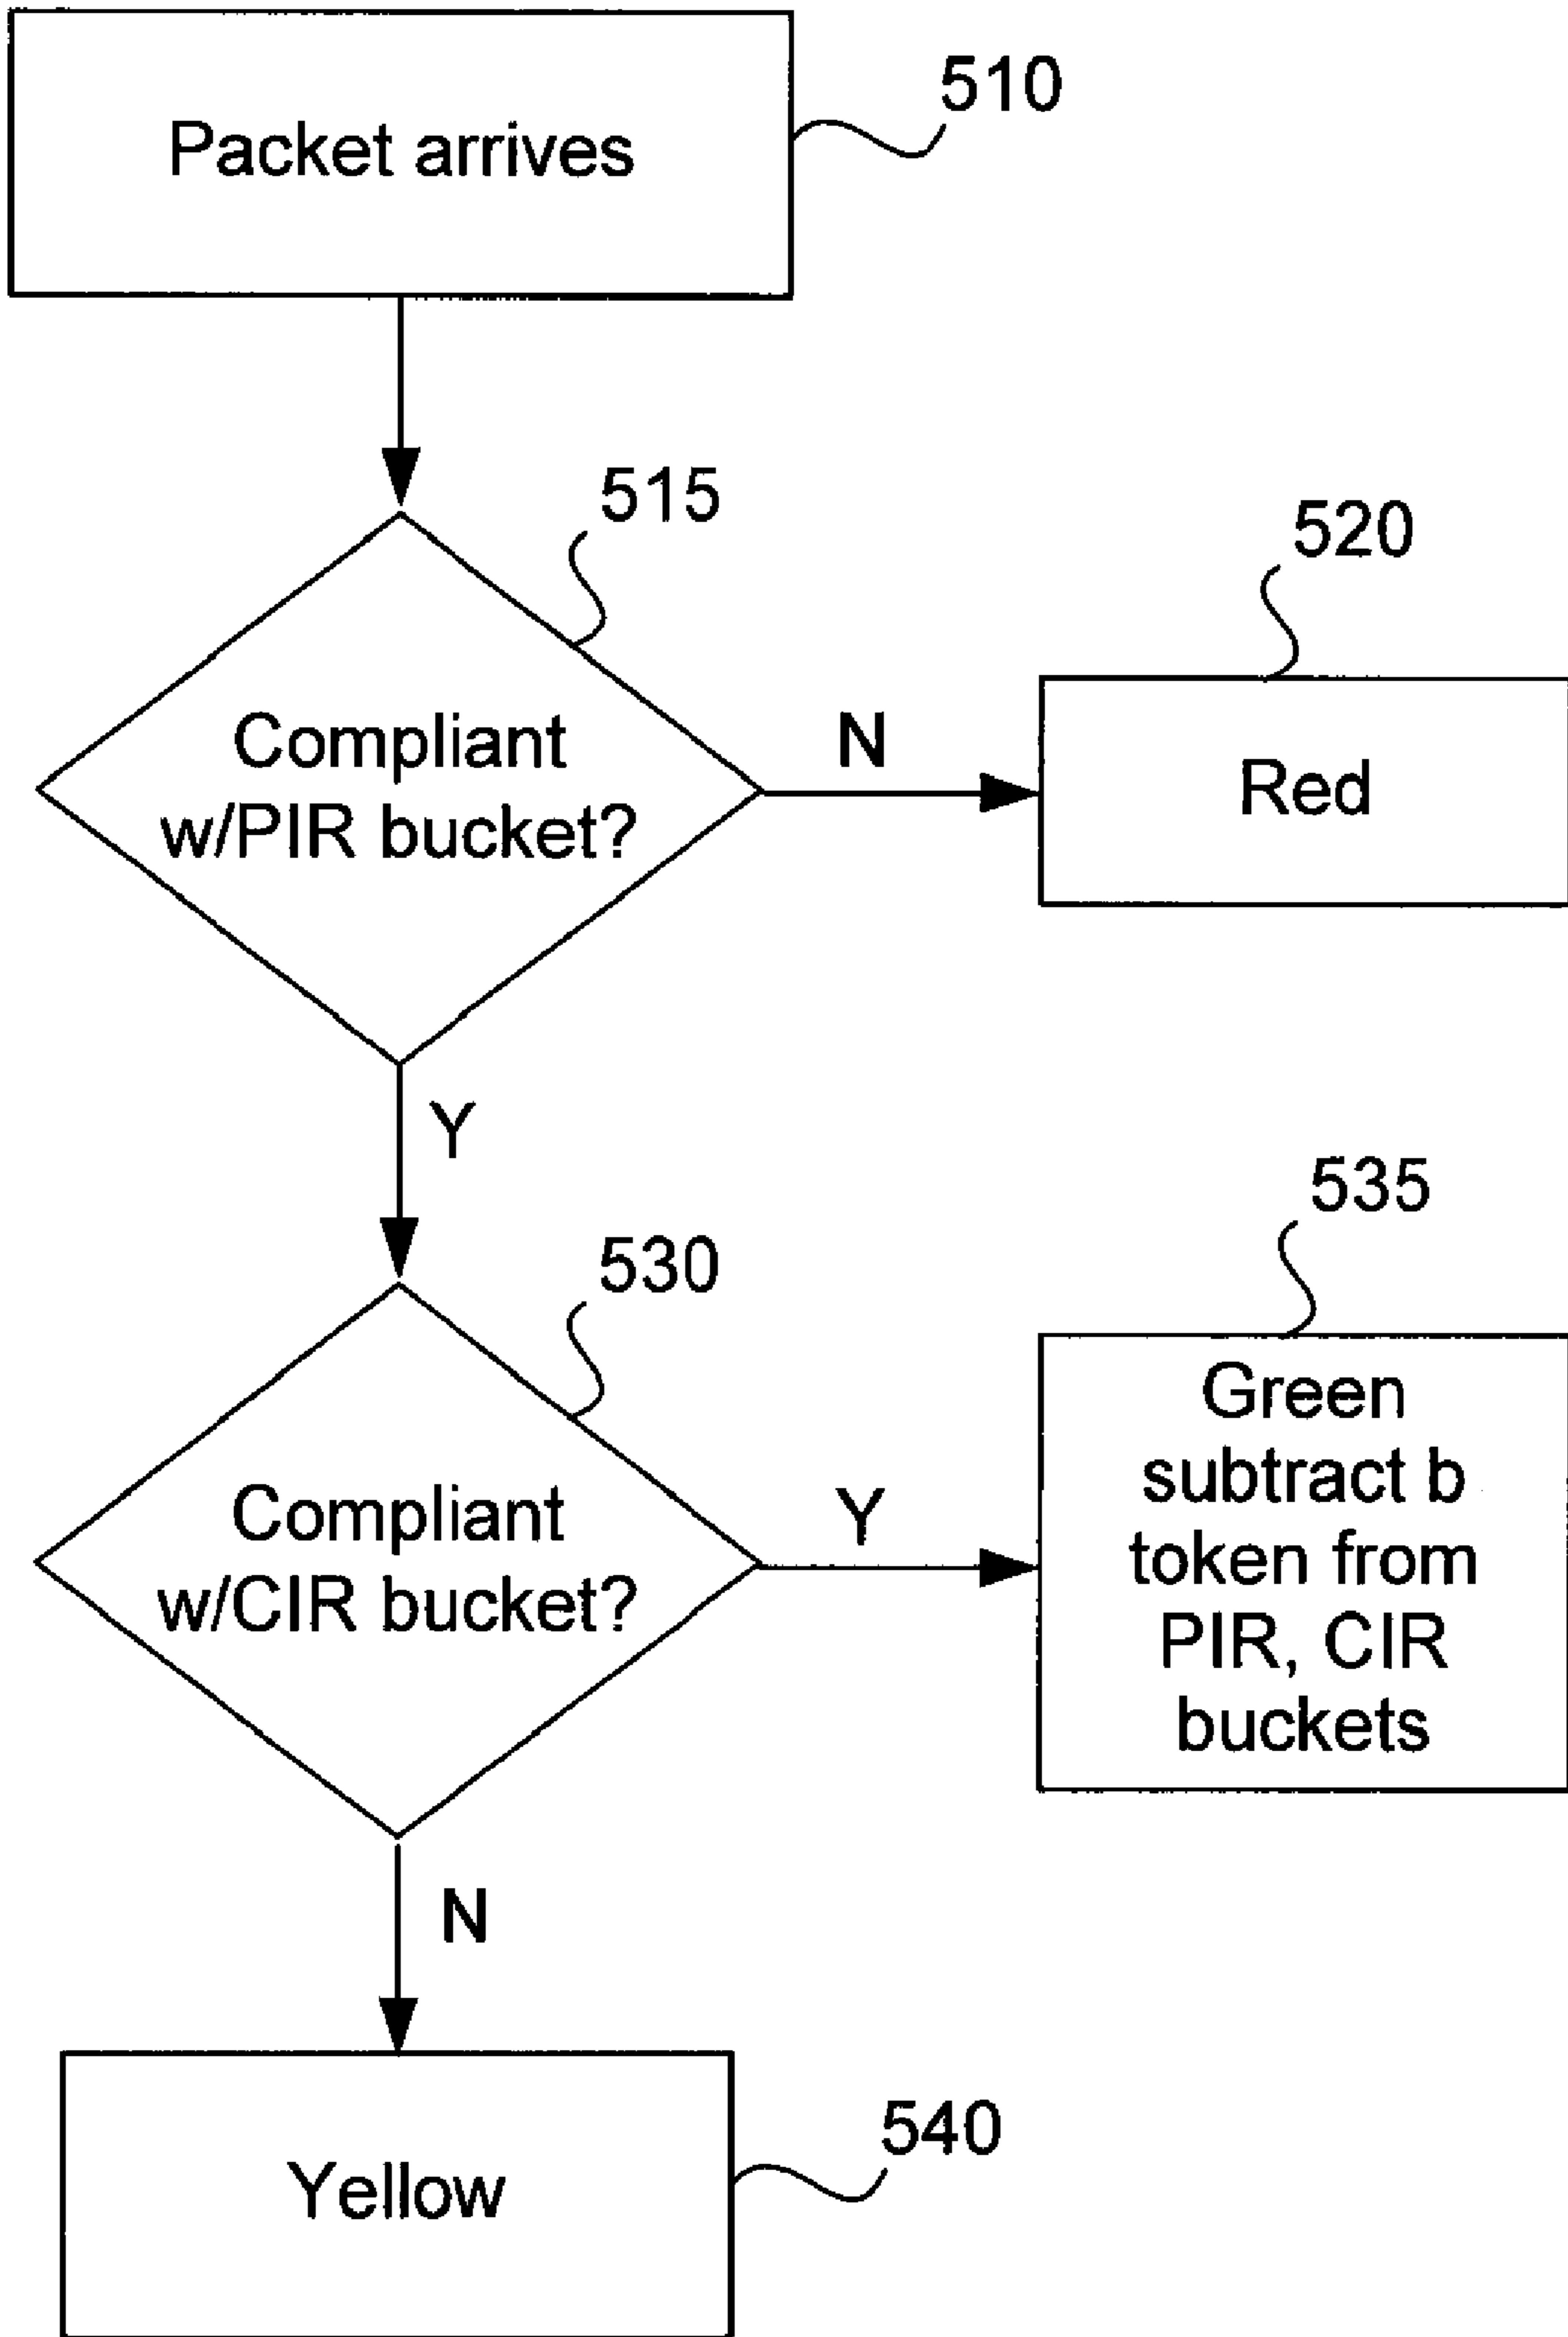 Packet arrives
510
515
520
Compliant
w/PIR bucket?
N
Red
Y
530
535
Compliant
w/CIR bucket?
Y
Green
subtract b
token from
PIR, CIR
buckets
N
540
Yellow